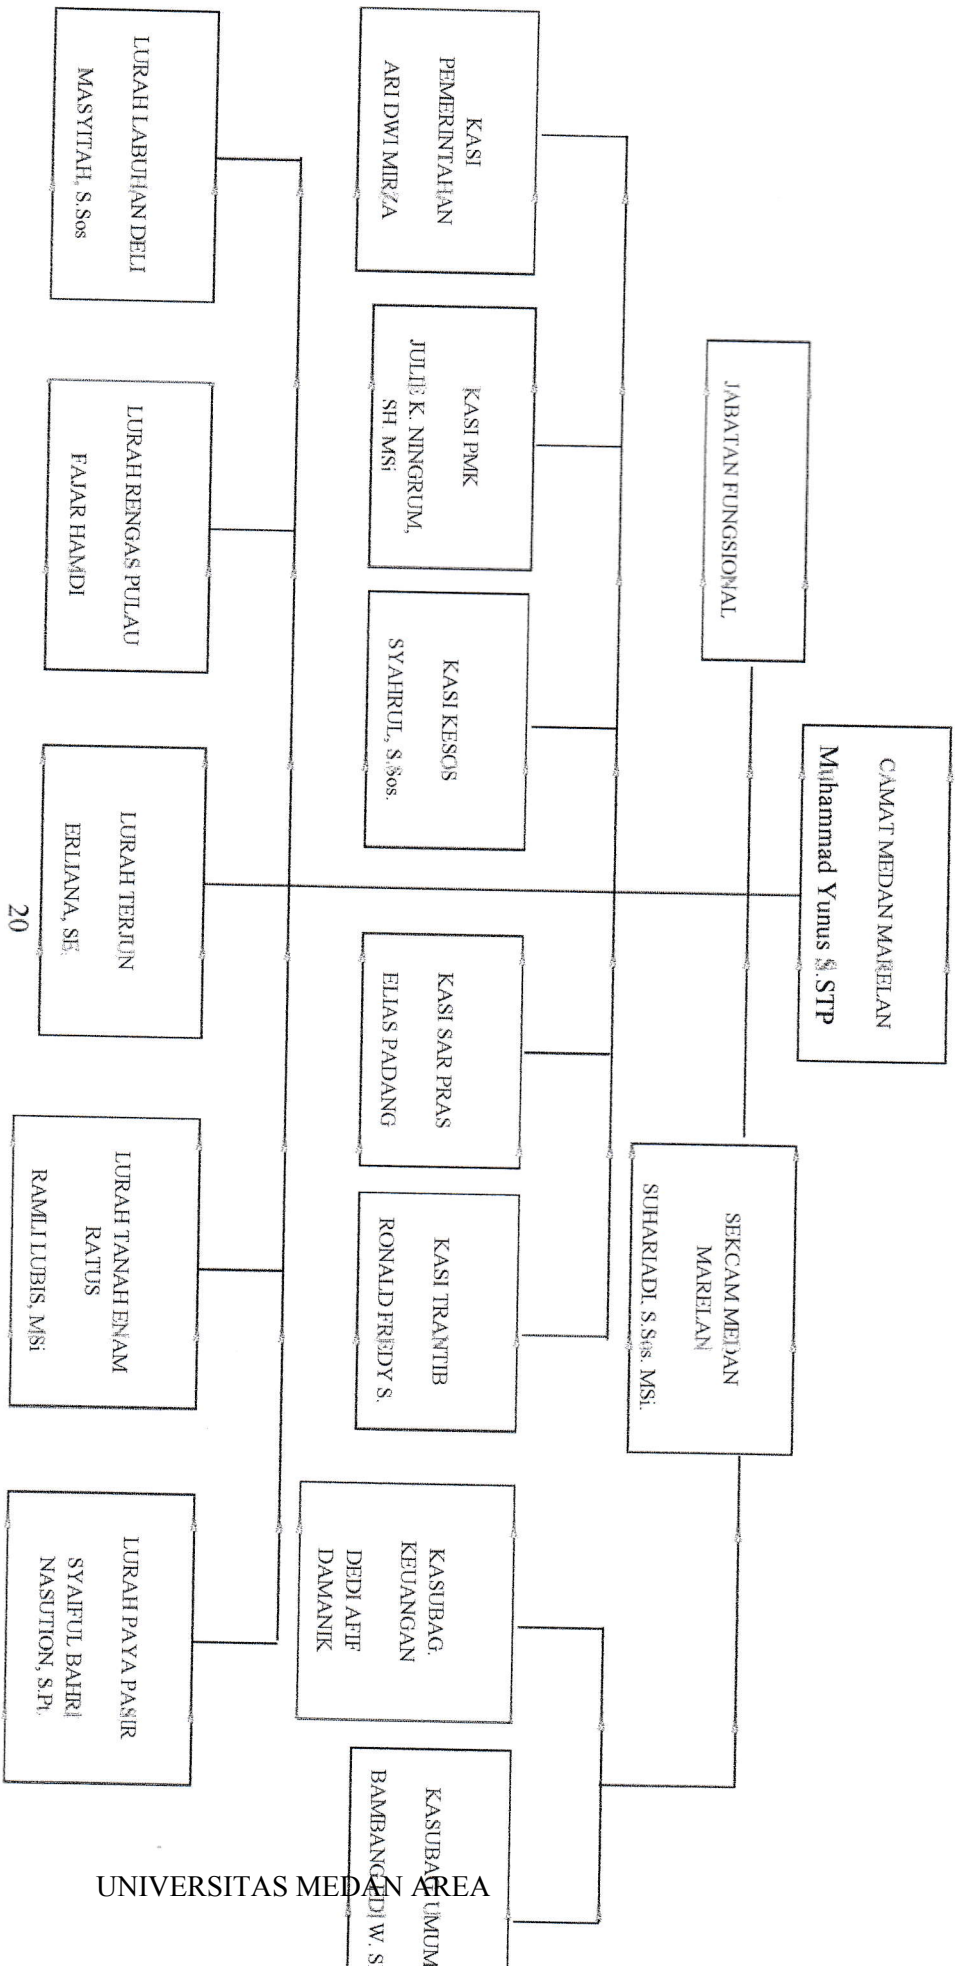 CAMAT MEDAN MARELAN
Muhammad Yunus S.STP
JABATAN FUNGSIONAL
SEKCAM MEDAN
MARELAN
SUHARIADI. S.Sos. MSi.
KASI
PEMERINTAHAN
ARI DWI MIRZA
KASI PMK
JULIE K. NINGRUM,
SH. MSi
KASI KESOS
SYAHRUL, S.Sos.
KASI SAR PRAS
ELIAS PADANG
KASI TRANTIB
RONALD FREDY S.
KASUBAG.
KEUANGAN
DEDI AFIF
DAMANIK
KASUBAG. UMUM
BAMBANG EDI W. S
LURAH LABUHAN DELI
MASYITAH, S.Sos
LURAH RENGAS PULAU
FAJAR HAMDI
LURAH TERJUN
ERLIANA, SE.
LURAH TANAH ENAM
RATUS
RAMLI LUBIS, MSi
LURAH PAYA PASIR
SYAIFUL BAHRI
NASUTION, S.Pt.
20
UNIVERSITAS MEDAN AREA